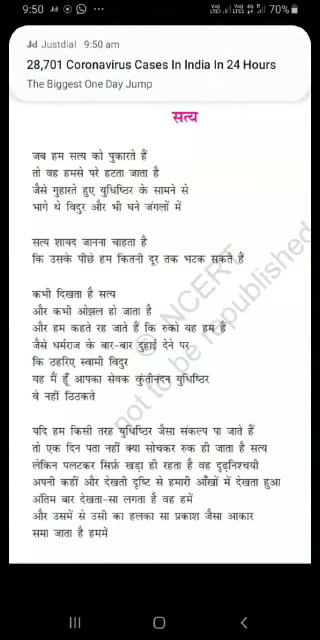 9:50 Jd 70%
Jd Justdial 9:50 am
28,701 Coronavirus Cases In India In 24 Hours
The Biggest One Day Jump
सत्य
जब हम सत्य को पुकारते हैं
तो वह हमसे परे हटता जाता है
जैसे गुहारते हुए युधिष्ठिर के सामने से
भागे थे विदुर और भी घने जंगलों में
सत्य शायद जानना चाहता है
कि उसके पीछे हम कितनी दूर तक भटक सकते हैं
कभी दिखता है सत्य
और कभी ओझल हो जाता है
और हम कहते रह जाते हैं कि रुको यह हम हैं
जैसे धर्मराज के बार-बार दुहाई देने पर
कि ठहरिए स्वामी विदुर
यह मैं हूँ आपका सेवक कुंतीनंदन युधिष्ठिर
वे नहीं ठिठकते
यदि हम किसी तरह युधिष्ठिर जैसा संकल्प पा जाते हैं
तो एक दिन पता नहीं क्या सोचकर रुक ही जाता है सत्य
लेकिन पलटकर सिर्फ़ खड़ा ही रहता है वह दृढ़निश्चयी
अपनी कहीं और देखती दृष्टि से हमारी आँखों में देखता हुआ
अंतिम बार देखता-सा लगता है वह हमें
और उसमें से उसी का हलका सा प्रकाश जैसा आकार
समा जाता है हममें
© NCERT
not to be republished